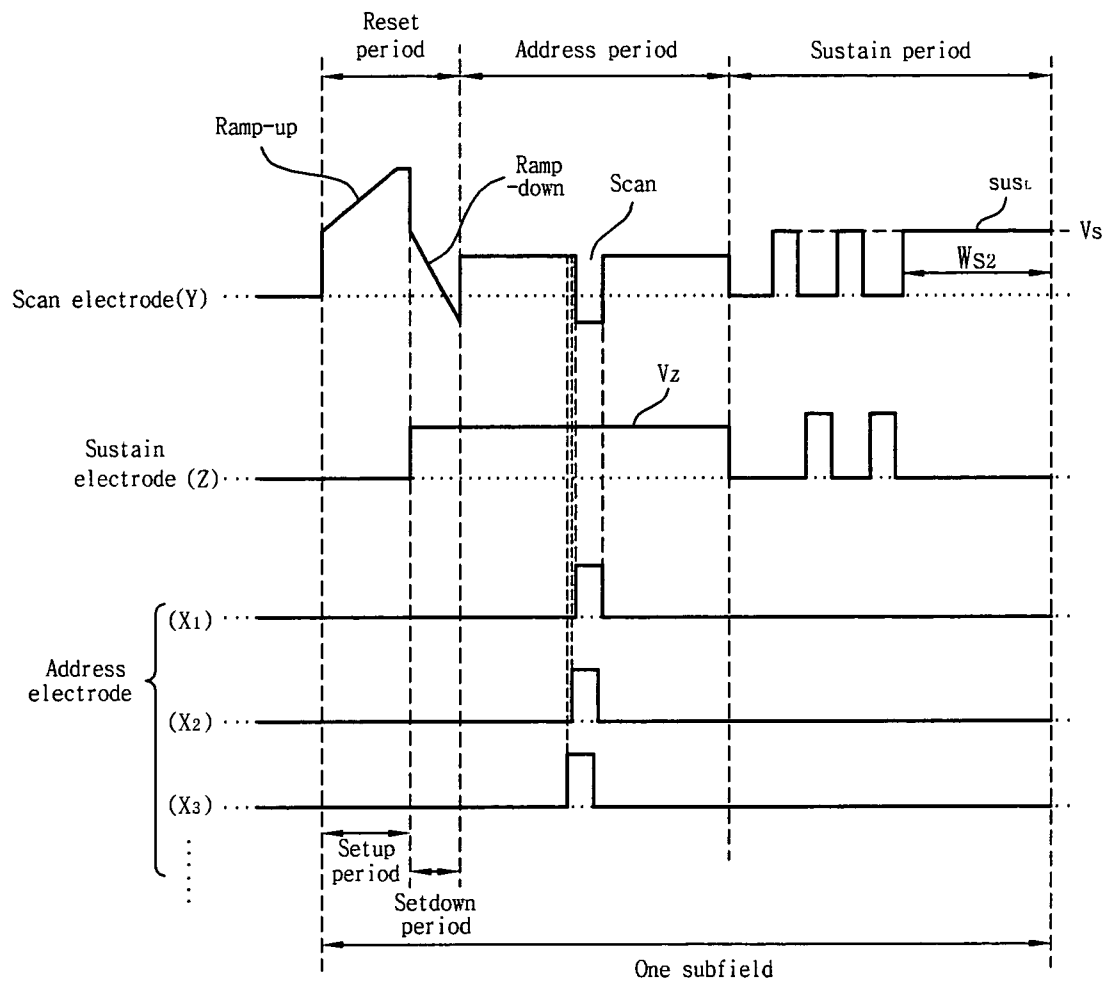 Reset
period
Address period
Sustain period
Ramp-up
Ramp
-down
Scan
susL
Vs
Ws2
Scan electrode(Y)
Vz
Sustain
electrode (Z)
(X1)
Address
electrode
(X2)
(X3)
Setup
period
Setdown
period
One subfield